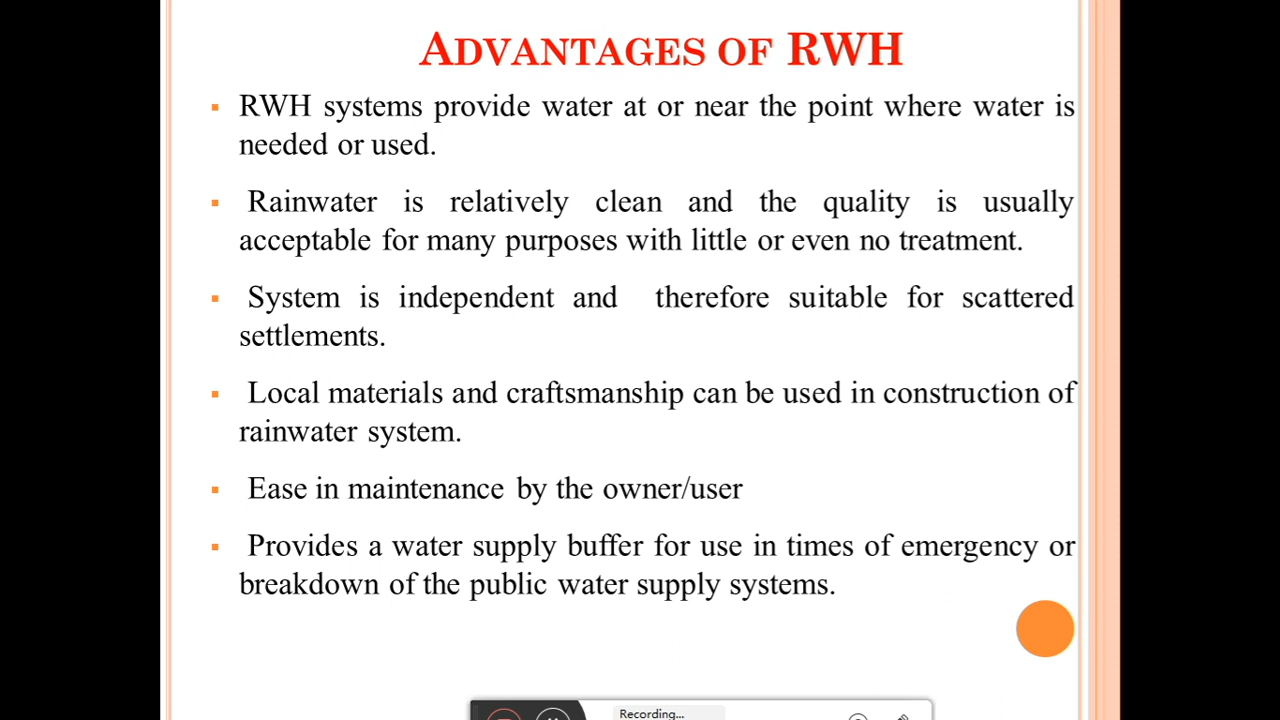 ADVANTAGES OF RWH
▪ RWH systems provide water at or near the point where water is
needed or used.
▪ Rainwater is relatively clean and the quality is usually
acceptable for many purposes with little or even no treatment.
▪ System is independent and therefore suitable for scattered
settlements.
▪ Local materials and craftsmanship can be used in construction of
rainwater system.
▪ Ease in maintenance by the owner/user
▪ Provides a water supply buffer for use in times of emergency or
breakdown of the public water supply systems.
Recording...